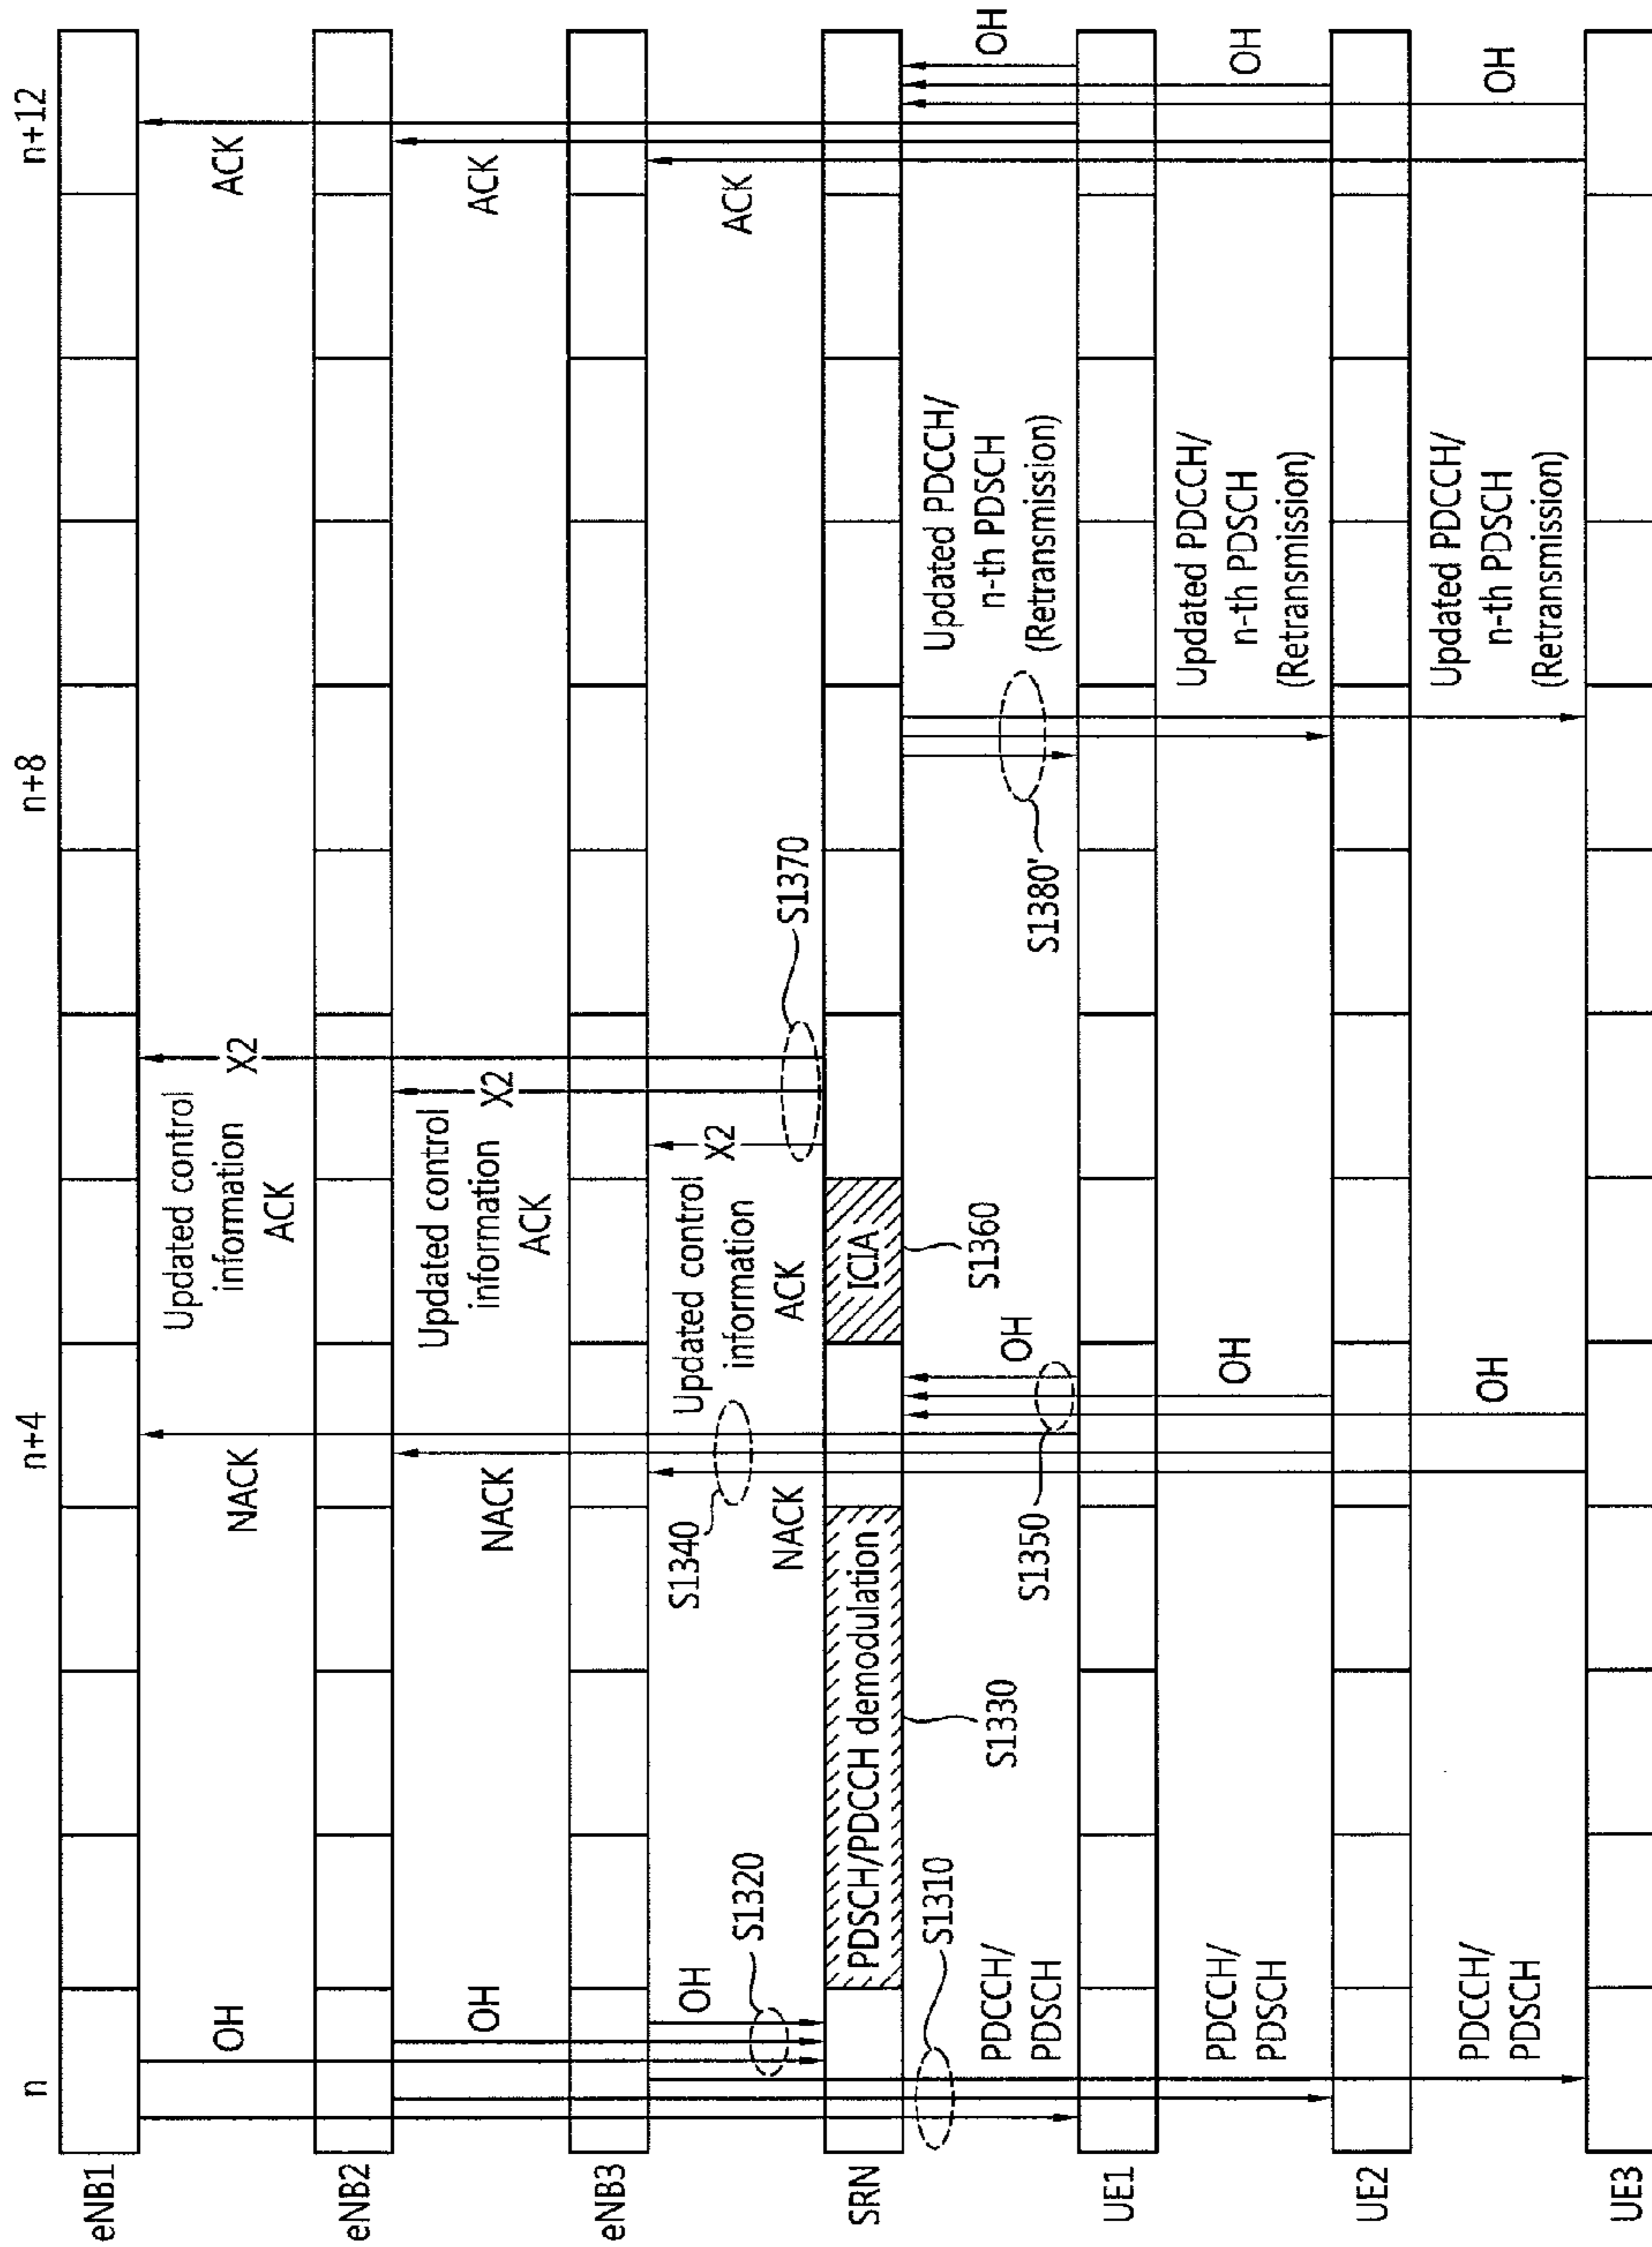 n
n+4
n+8
n+12
eNB1
OH
NACK
Updated control
information
ACK
X2
ACK
eNB2
OH
NACK
Updated control
information
ACK
X2
ACK
eNB3
OH
S1320
S1340
NACK
Updated control
information
ACK
X2
S1370
ACK
SRN
PDSCH/PDCCH demodulation
ICIA
S1310
PDCCH/
PDSCH
S1330
S1350
OH
S1360
S1380'
Updated PDCCH/
n-th PDSCH
(Retransmission)
OH
UE1
PDCCH/
PDSCH
OH
Updated PDCCH/
n-th PDSCH
(Retransmission)
OH
UE2
PDCCH/
PDSCH
OH
Updated PDCCH/
n-th PDSCH
(Retransmission)
OH
UE3